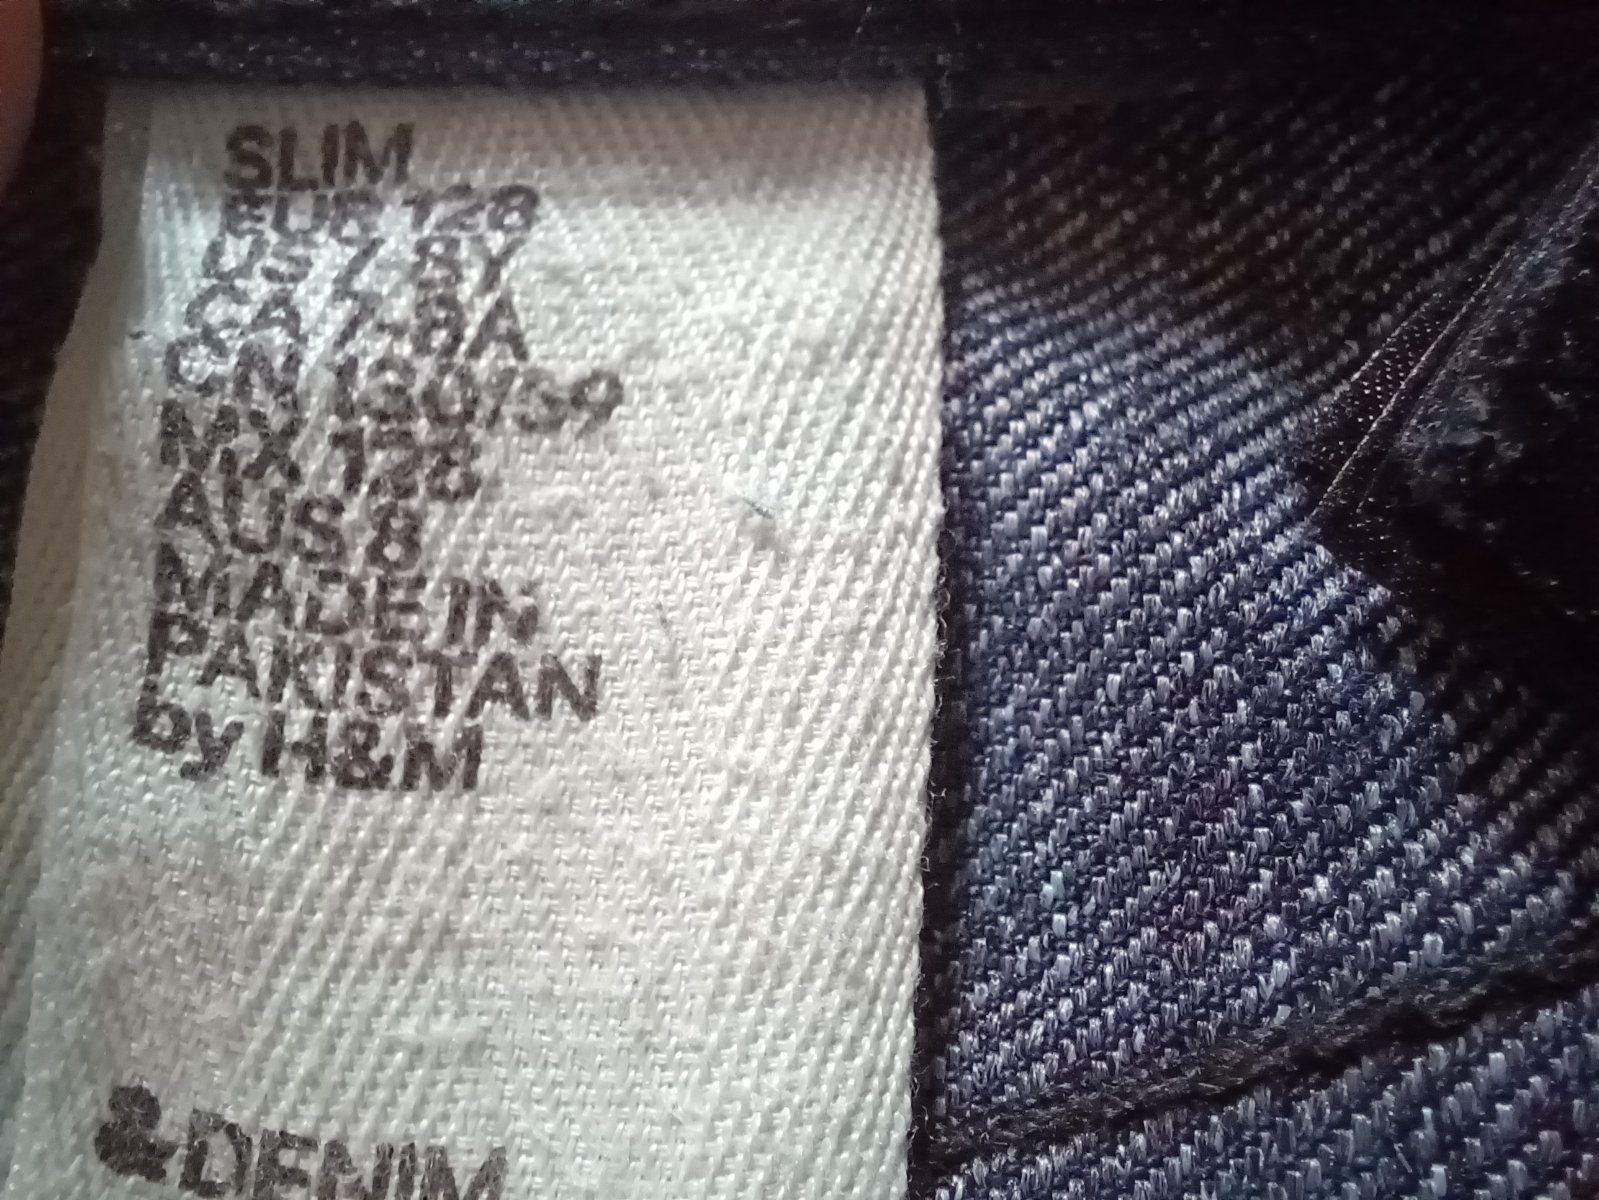 SLIM
EUR 128
US 7-8Y
CA 7-8A
CN 130/59
MX 128
AUS 8
MADE IN
PAKISTAN
by H&M
&DENIM